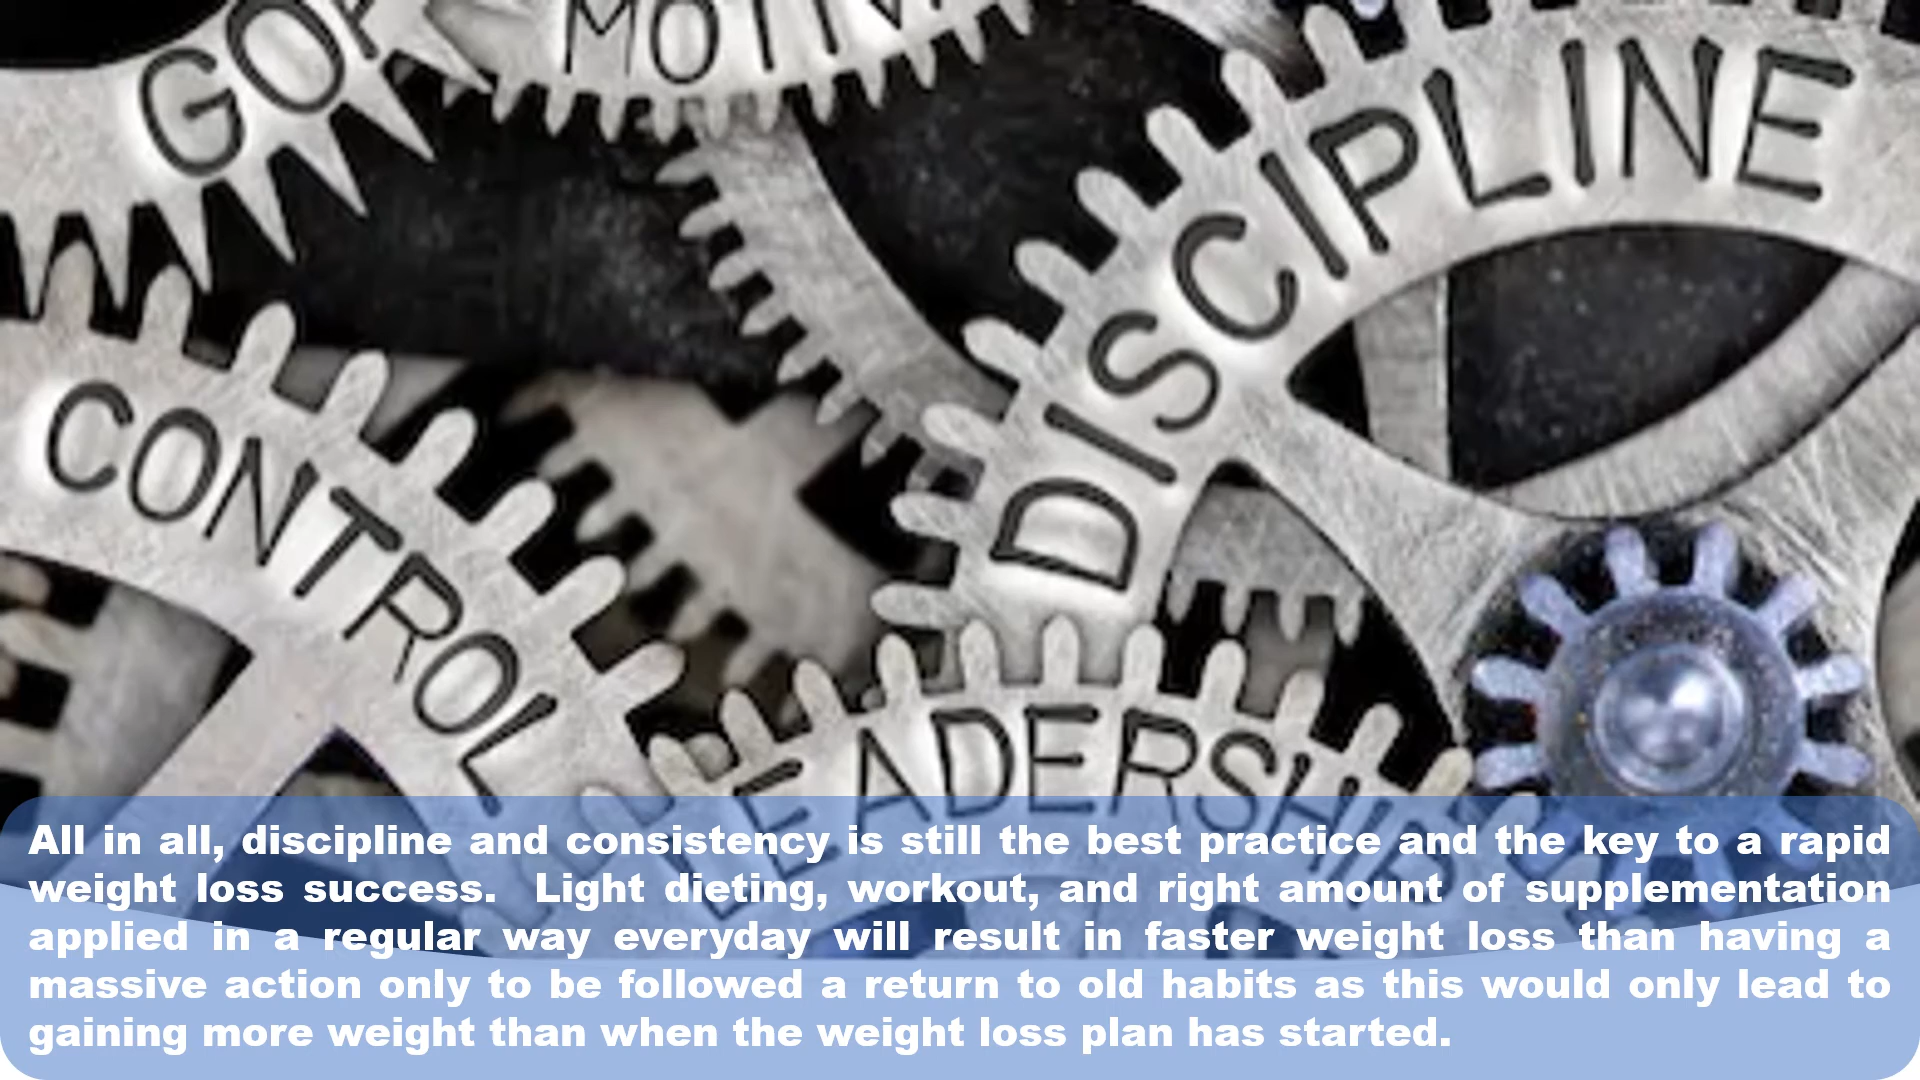 GOA
MOTIV
DISCIPLINE
CONTROL
LEADERSHIP
All in all, discipline and consistency is still the best practice and the key to a rapid
weight loss success.  Light dieting, workout, and right amount of supplementation
applied in a regular way everyday will result in faster weight loss than having a
massive action only to be followed a return to old habits as this would only lead to
gaining more weight than when the weight loss plan has started.